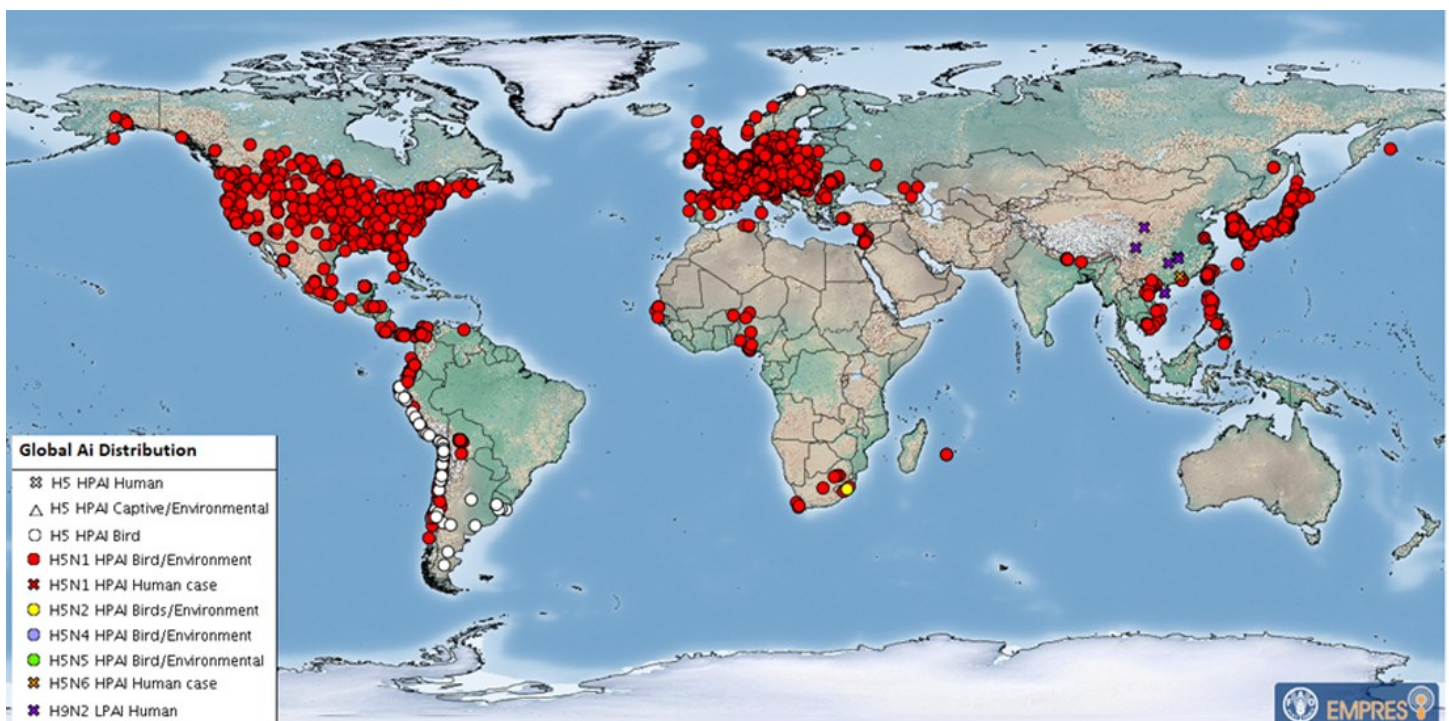 Global Ai Distribution
H5 HPAI Human
H5 HPAI Captive/Environmental
H5 HPAI Bird
H5N1 HPAI Bird/Environment
H5N1 HPAI Human case
H5N2 HPAI Birds/Environment
H5N4 HPAI Bird/Environment
H5N5 HPAI Bird/Environmental
H5N6 HPAI Human case
H9N2 LPAI Human
EMPRES